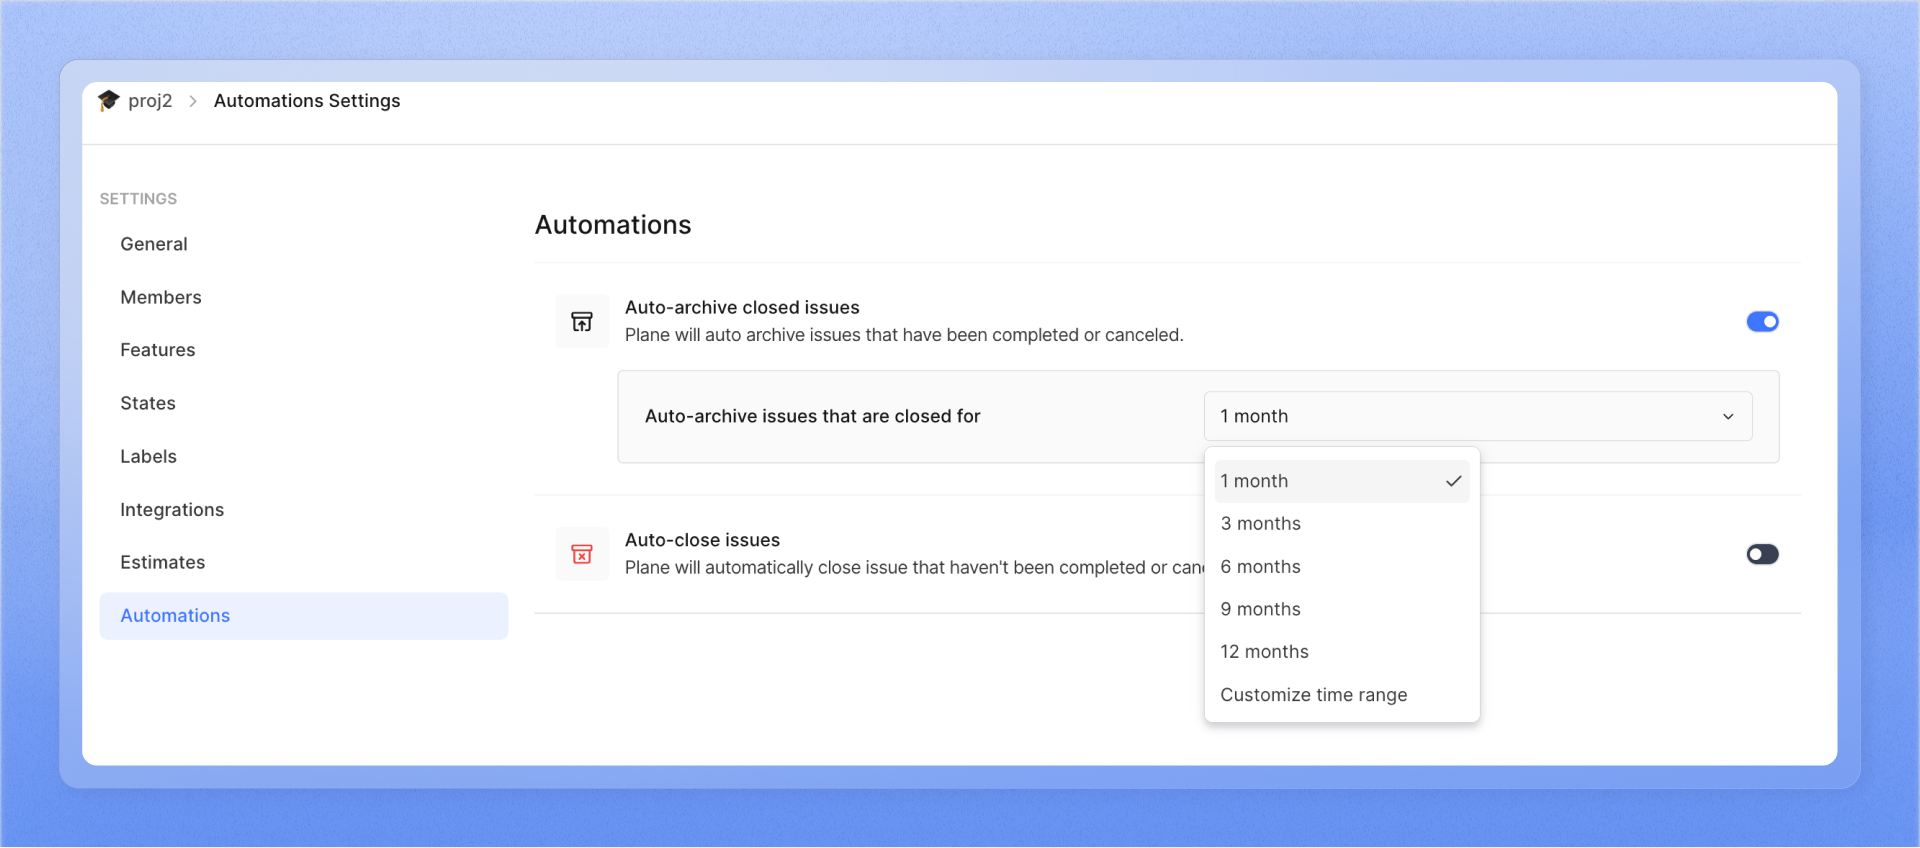 proj2 > Automations Settings
SETTINGS
General
Members
Features
States
Labels
Integrations
Estimates
Automations
Automations
Auto-archive closed issues
Plane will auto archive issues that have been completed or canceled.
Auto-archive issues that are closed for
1 month
1 month
3 months
6 months
9 months
12 months
Customize time range
Auto-close issues
Plane will automatically close issue that haven't been completed or